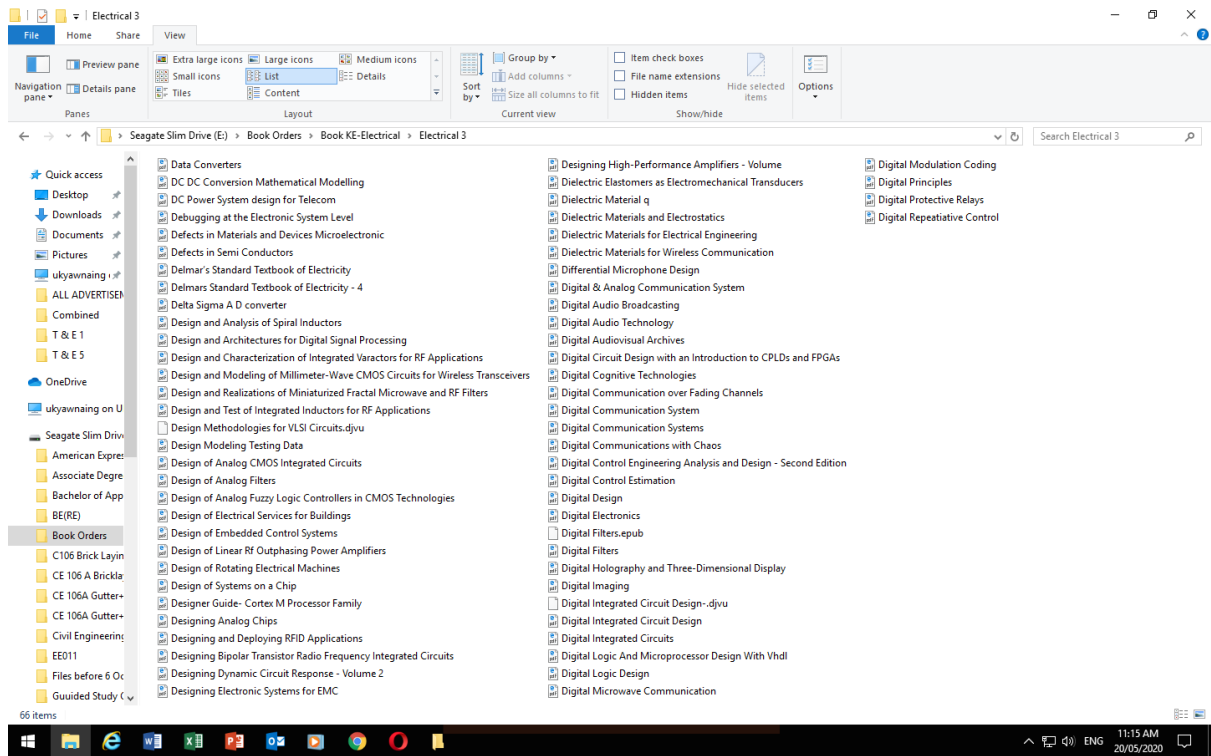 Electrical 3
File Home Share View
Preview pane
Details pane
Navigation pane
Panes
Extra large icons Large icons Medium icons
Small icons List Details
Tiles Content
Layout
Sort by
Group by
Add columns
Size all columns to fit
Current view
Item check boxes
File name extensions
Hidden items
Hide selected items
Show/hide
Options
Seagate Slim Drive (E:) > Book Orders > Book KE-Electrical > Electrical 3
Search Electrical 3
Quick access
Desktop
Downloads
Documents
Pictures
ukyawnaing
ALL ADVERTISEN
Combined
T & E 1
T & E 5
OneDrive
ukyawnaing on U
Seagate Slim Driv
American Expres
Associate Degre
Bachelor of App
BE(RE)
Book Orders
C106 Brick Layin
CE 106 A Brickla
CE 106A Gutter+
CE 106A Gutter+
Civil Engineering
EE011
Files before 6 Oc
Guuided Study (
Data Converters
DC DC Conversion Mathematical Modelling
DC Power System design for Telecom
Debugging at the Electronic System Level
Defects in Materials and Devices Microelectronic
Defects in Semi Conductors
Delmar's Standard Textbook of Electricity
Delmars Standard Textbook of Electricity - 4
Delta Sigma A D converter
Design and Analysis of Spiral Inductors
Design and Architectures for Digital Signal Processing
Design and Characterization of Integrated Varactors for RF Applications
Design and Modeling of Millimeter-Wave CMOS Circuits for Wireless Transceivers
Design and Realizations of Miniaturized Fractal Microwave and RF Filters
Design and Test of Integrated Inductors for RF Applications
Design Methodologies for VLSI Circuits.djvu
Design Modeling Testing Data
Design of Analog CMOS Integrated Circuits
Design of Analog Filters
Design of Analog Fuzzy Logic Controllers in CMOS Technologies
Design of Electrical Services for Buildings
Design of Embedded Control Systems
Design of Linear Rf Outphasing Power Amplifiers
Design of Rotating Electrical Machines
Design of Systems on a Chip
Designer Guide- Cortex M Processor Family
Designing Analog Chips
Designing and Deploying RFID Applications
Designing Bipolar Transistor Radio Frequency Integrated Circuits
Designing Dynamic Circuit Response - Volume 2
Designing Electronic Systems for EMC
Designing High-Performance Amplifiers - Volume
Dielectric Elastomers as Electromechanical Transducers
Dielectric Material q
Dielectric Materials and Electrostatics
Dielectric Materials for Electrical Engineering
Dielectric Materials for Wireless Communication
Differential Microphone Design
Digital & Analog Communication System
Digital Audio Broadcasting
Digital Audio Technology
Digital Audiovisual Archives
Digital Circuit Design with an Introduction to CPLDs and FPGAs
Digital Cognitive Technologies
Digital Communication over Fading Channels
Digital Communication System
Digital Communication Systems
Digital Communications with Chaos
Digital Control Engineering Analysis and Design - Second Edition
Digital Control Estimation
Digital Design
Digital Electronics
Digital Filters.epub
Digital Filters
Digital Holography and Three-Dimensional Display
Digital Imaging
Digital Integrated Circuit Design-.djvu
Digital Integrated Circuit Design
Digital Integrated Circuits
Digital Logic And Microprocessor Design With Vhdl
Digital Logic Design
Digital Microwave Communication
Digital Modulation Coding
Digital Principles
Digital Protective Relays
Digital Repeatiative Control
66 items
ENG
11:15 AM
20/05/2020